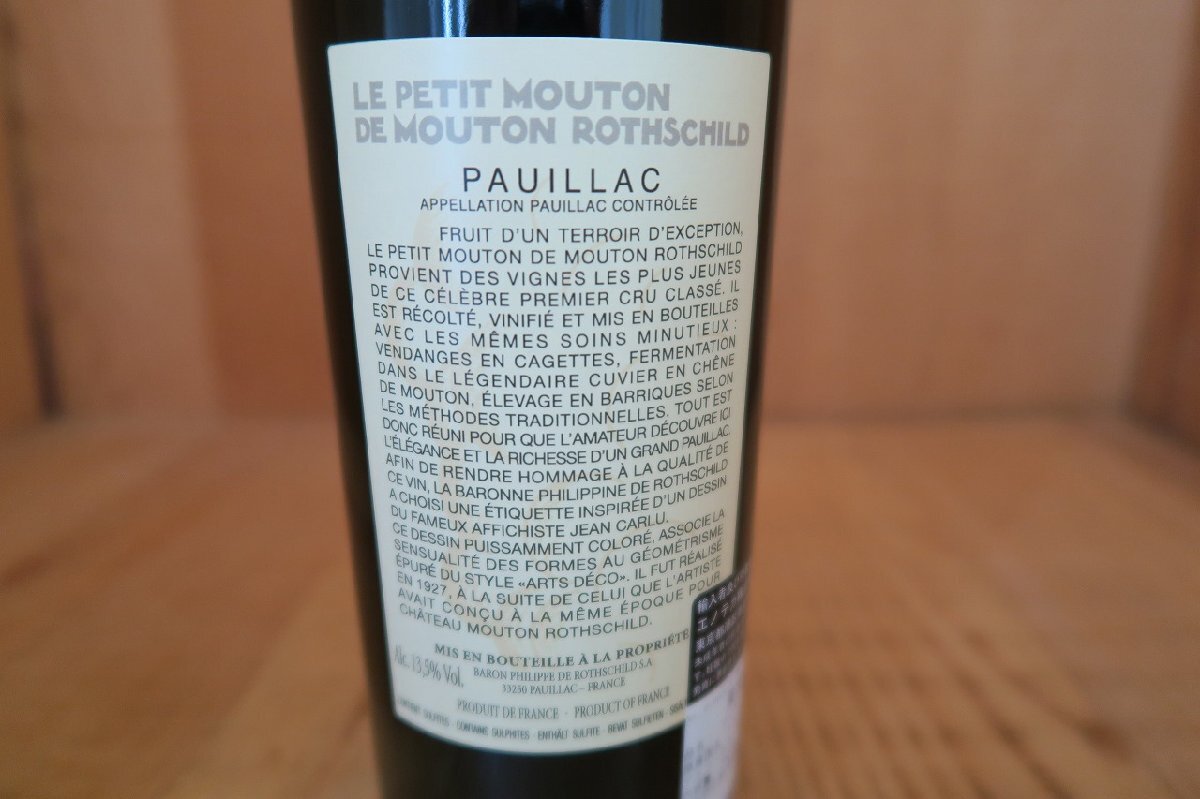 LE PETIT MOUTON
DE MOUTON ROTHSCHILD
PAUILLAC
APPELLATION PAUILLAC CONTRÔLÉE
FRUIT D'UN TERROIR D'EXCEPTION,
LE PETIT MOUTON DE MOUTON ROTHSCHILD
PROVIENT DES VIGNES LES PLUS JEUNES
DE CE CÉLÈBRE PREMIER CRU CLASSÉ. IL
EST RÉCOLTÉ, VINIFIÉ ET MIS EN BOUTEILLES
AVEC LES MÊMES SOINS MINUTIEUX :
VENDANGES EN CAGETTES, FERMENTATION
DANS LE LÉGENDAIRE CUVIER EN CHÊNE
DE MOUTON, ÉLEVAGE EN BARRIQUES SELON
LES MÉTHODES TRADITIONNELLES. TOUT EST
DONC RÉUNI POUR QUE L'AMATEUR DÉCOUVRE ICI
L'ÉLÉGANCE ET LA RICHESSE D'UN GRAND PAUILLAC.
AFIN DE RENDRE HOMMAGE À LA QUALITÉ DE
CE VIN, LA BARONNE PHILIPPINE DE ROTHSCHILD
A CHOISI UNE ÉTIQUETTE INSPIRÉE D'UN DESSIN
DU FAMEUX AFFICHISTE JEAN CARLU.
CE DESSIN PUISSAMMENT COLORÉ, ASSOCIE LA
SENSUALITÉ DES FORMES AU GÉOMÉTRISME
ÉPURÉ DU STYLE «ARTS DÉCO». IL FUT RÉALISÉ
EN 1927, À LA SUITE DE CELUI QUE L'ARTISTE
AVAIT CONÇU À LA MÊME ÉPOQUE POUR
CHÂTEAU MOUTON ROTHSCHILD.
MIS EN BOUTEILLE À LA PROPRIÉTÉ
Alc. 13,5% Vol.
BARON PHILIPPE DE ROTHSCHILD S.A
33250 PAUILLAC – FRANCE
PRODUIT DE FRANCE - PRODUCT OF FRANCE
SULFITES - CONTAINS SULPHITES - ENTHÄLT SULFITE - BEVAT SULFIETEN
輸入者
東京都